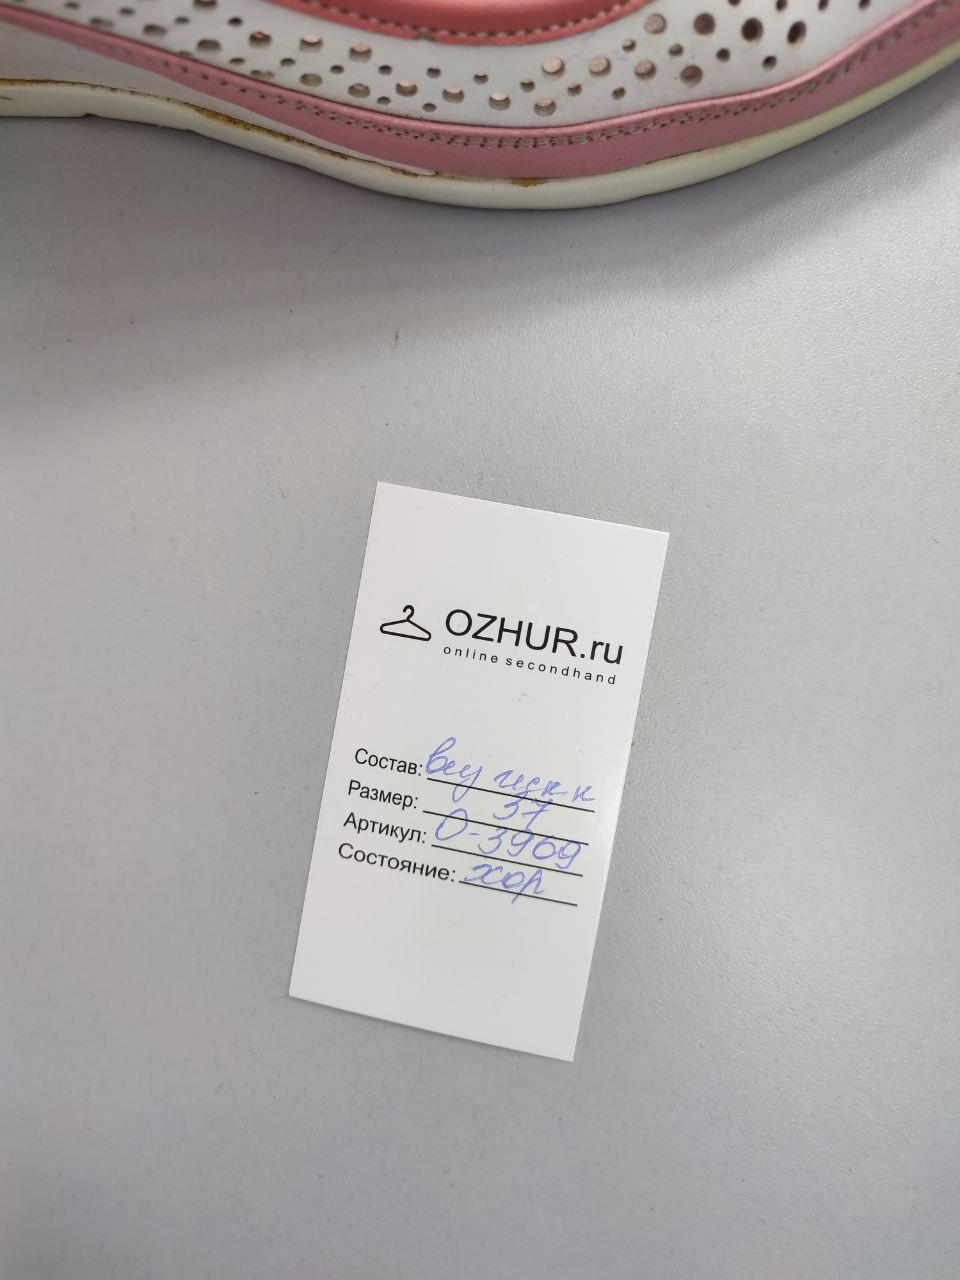 OZHUR.ru
online secondhand
Состав:
Размер: 37
Артикул: О-3969
Состояние: хор